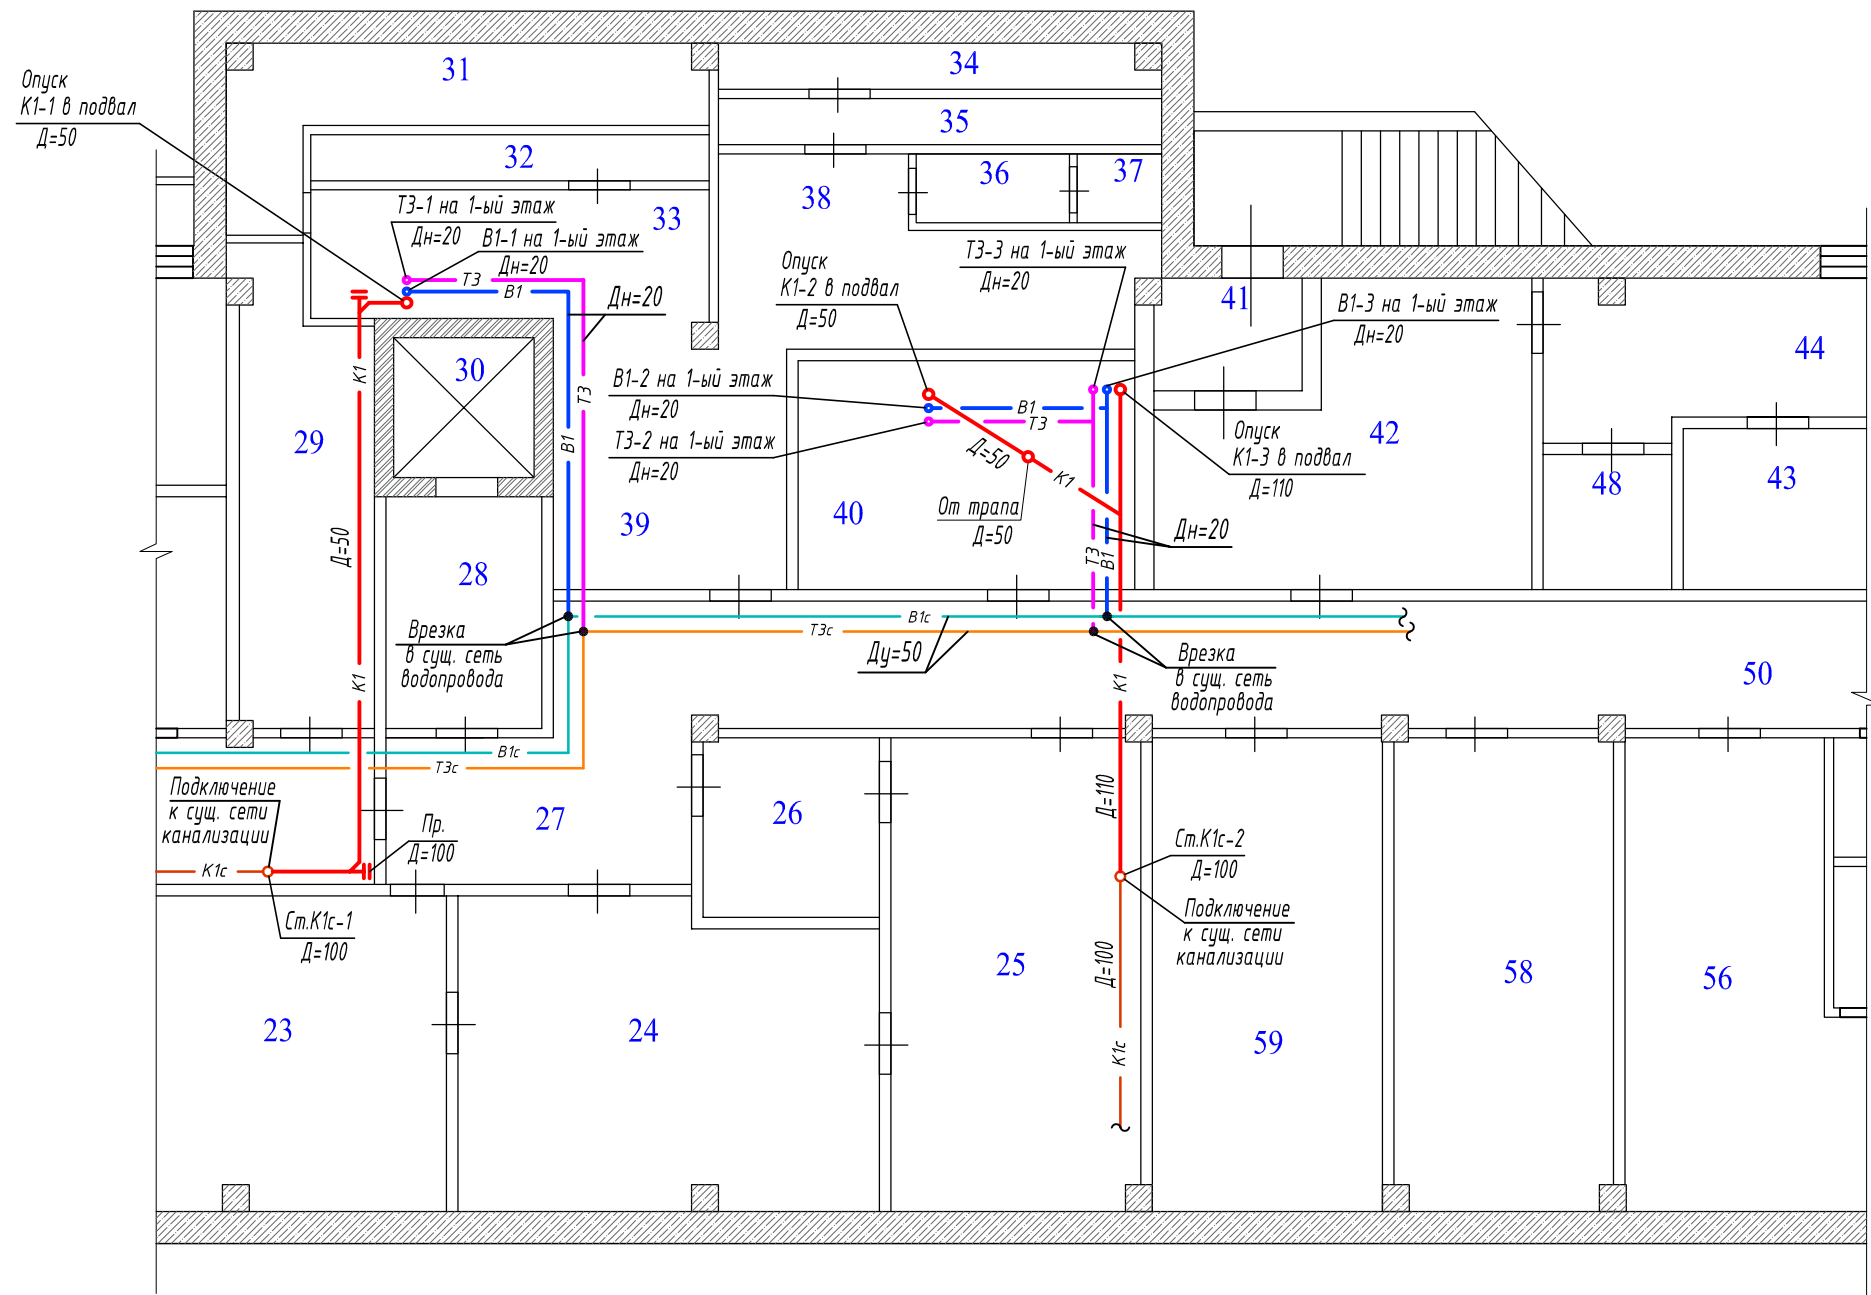 31
34
Опуск
К1-1 в подвал
Д=50
35
32
36
37
38
33
Т3-1 на 1-ый этаж
Дн=20
В1-1 на 1-ый этаж
Дн=20
Т3
В1
Дн=20
Опуск
К1-2 в подвал
Д=50
Т3-3 на 1-ый этаж
Дн=20
41
В1-3 на 1-ый этаж
Дн=20
44
К1
30
Т3
В1-2 на 1-ый этаж
Дн=20
В1
Т3
Т3-2 на 1-ый этаж
Дн=20
Д=50
К1
Опуск
К1-3 в подвал
Д=110
42
29
В1
48
43
39
40
От трапа
Д=50
Дн=20
Т3
В1
Д=50
28
Врезка
в сущ. сеть
водопровода
В1с
Т3с
Ду=50
К1
Врезка
в сущ. сеть
водопровода
50
К1
В1с
Т3с
Подключение
к сущ. сети
канализации
Пр.
Д=100
27
26
Д=110
Ст.К1с-2
Д=100
К1с
Ст.К1с-1
Д=100
Подключение
к сущ. сети
канализации
Д=100
25
58
56
23
24
59
К1с